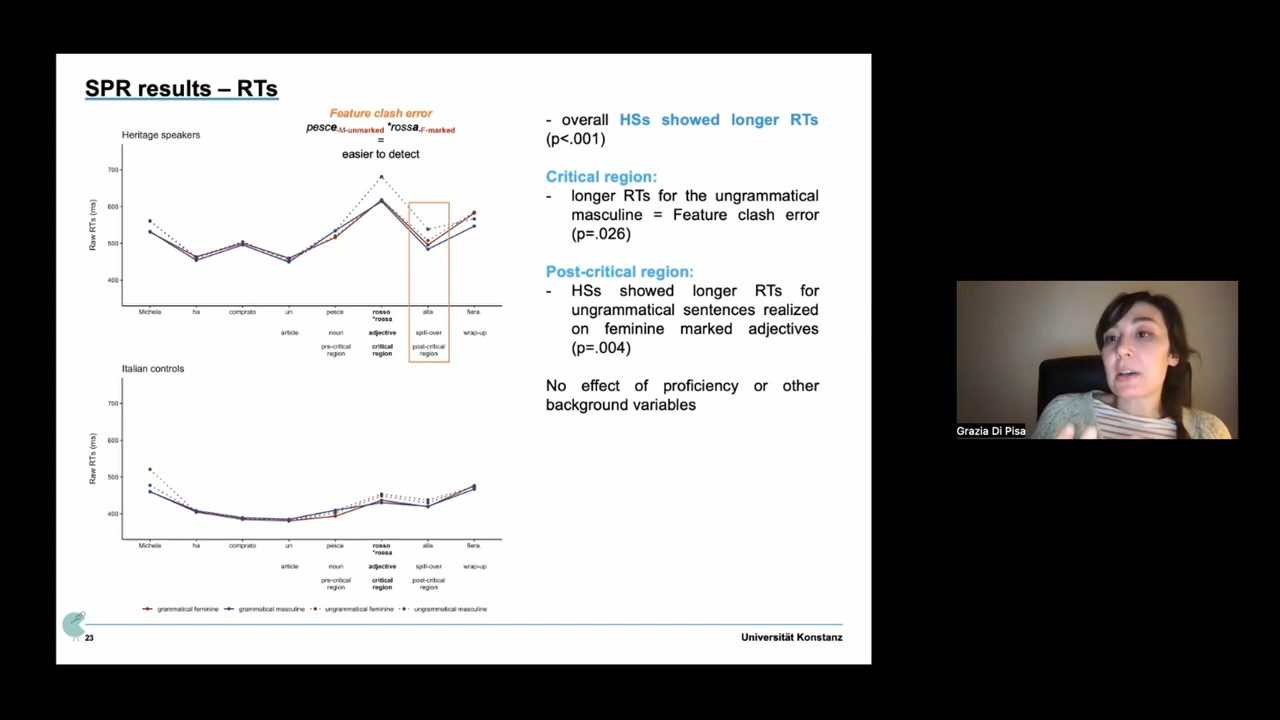 SPR results – RTs
Feature clash error
pesce-M-unmarked *rossa-F-marked
=
easier to detect
Heritage speakers
700
600
500
400
Raw RTs (ms)
Michela ha comprato un pesce rosso alla fiera.
*rossa
article noun adjective spill-over wrap-up
pre-critical critical post-critical
region region region
Italian controls
700
600
500
400
Raw RTs (ms)
Michela ha comprato un pesce rosso alla fiera.
*rossa
article noun adjective spill-over wrap-up
pre-critical critical post-critical
region region region
grammatical feminine grammatical masculine ungrammatical feminine ungrammatical masculine
- overall HSs showed longer RTs
(p<.001)
Critical region:
- longer RTs for the ungrammatical
masculine = Feature clash error
(p=.026)
Post-critical region:
- HSs showed longer RTs for
ungrammatical sentences realized
on feminine marked adjectives
(p=.004)
No effect of proficiency or other
background variables
23
Universität Konstanz
Grazia Di Pisa